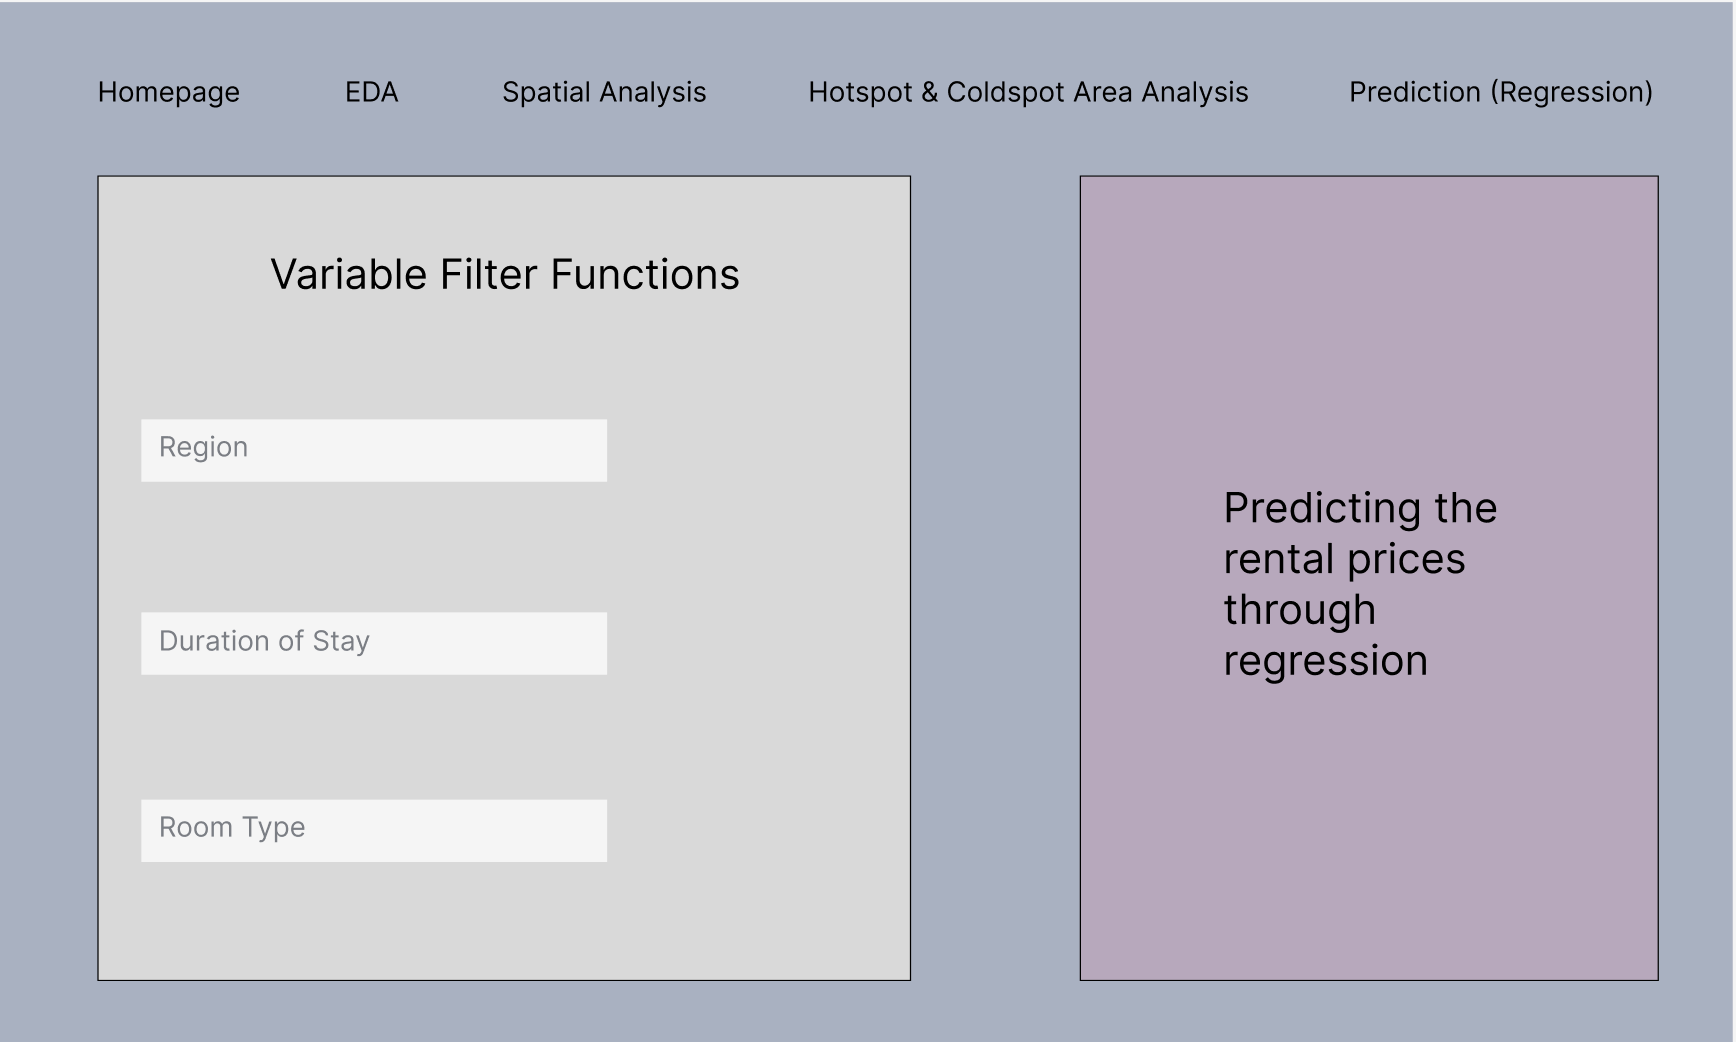 Homepage EDA Spatial Analysis Hotspot & Coldspot Area Analysis Prediction (Regression)
Variable Filter Functions
Region
Duration of Stay
Room Type
Predicting the
rental prices
through
regression